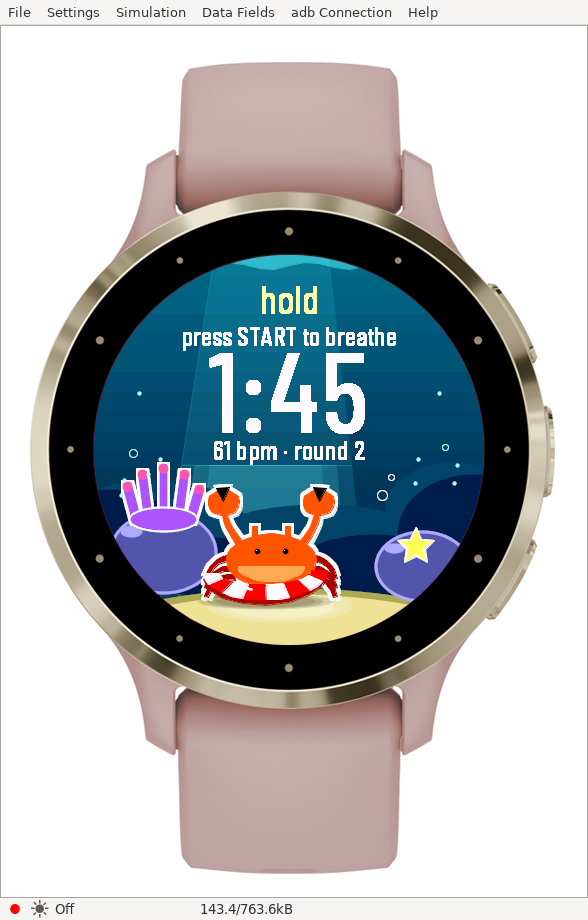 File Settings Simulation Data Fields adb Connection Help
hold
press START to breathe
1:45
61 bpm · round 2
Off 143.4/763.6kB